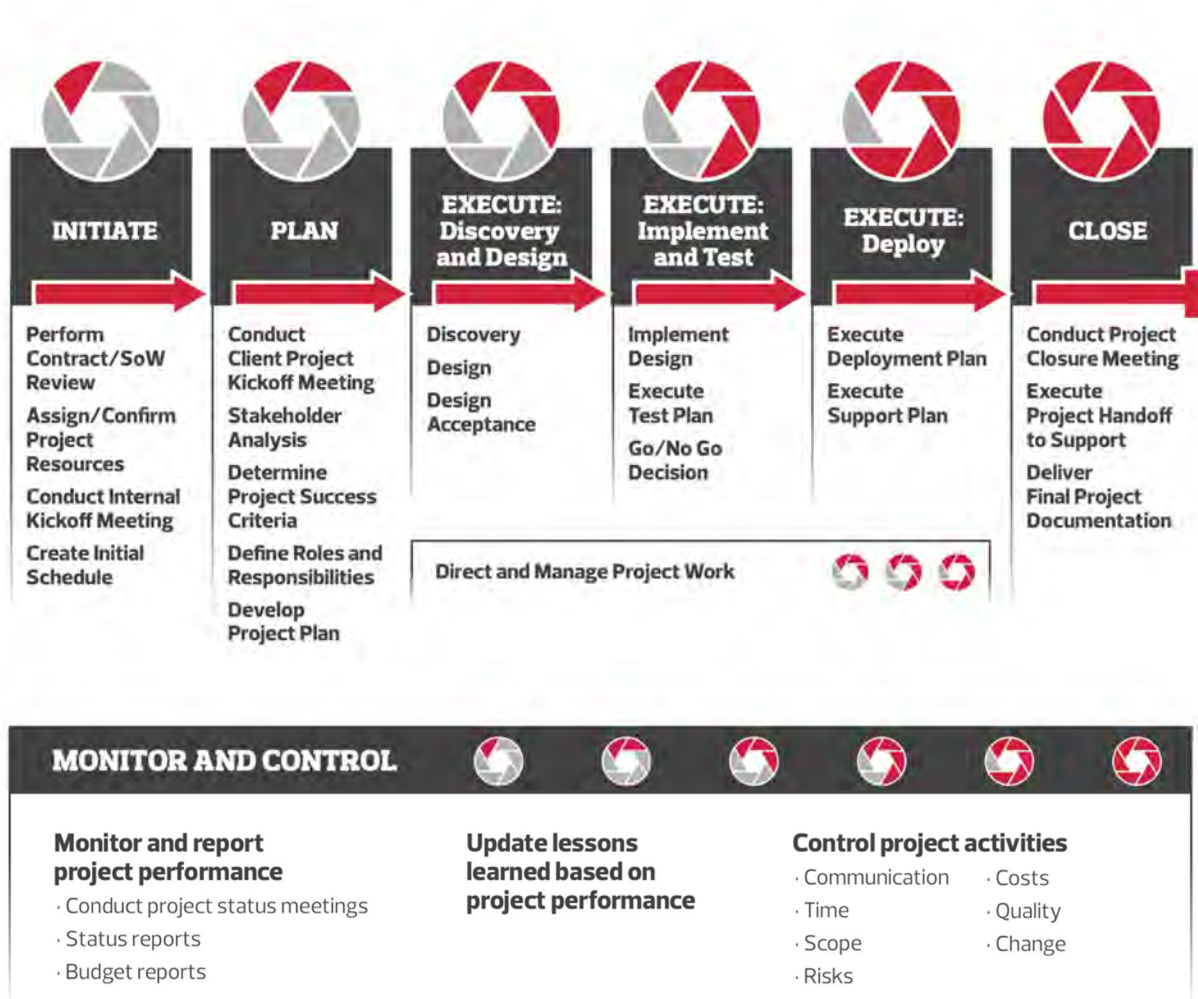 INITIATE
Perform
Contract/SoW
Review
Assign/Confirm
Project
Resources
Conduct Internal
Kickoff Meeting
Create Initial
Schedule
PLAN
Conduct
Client Project
Kickoff Meeting
Stakeholder
Analysis
Determine
Project Success
Criteria
Define Roles and
Responsibilities
Develop
Project Plan
EXECUTE:
Discovery
and Design
Discovery
Design
Design
Acceptance
EXECUTE:
Implement
and Test
Implement
Design
Execute
Test Plan
Go/No Go
Decision
EXECUTE:
Deploy
Execute
Deployment Plan
Execute
Support Plan
Direct and Manage Project Work
CLOSE
Conduct Project
Closure Meeting
Execute
Project Handoff
to Support
Deliver
Final Project
Documentation
MONITOR AND CONTROL
Monitor and report
project performance
· Conduct project status meetings
· Status reports
· Budget reports
Update lessons
learned based on
project performance
Control project activities
· Communication
· Time
· Scope
· Risks
· Costs
· Quality
· Change